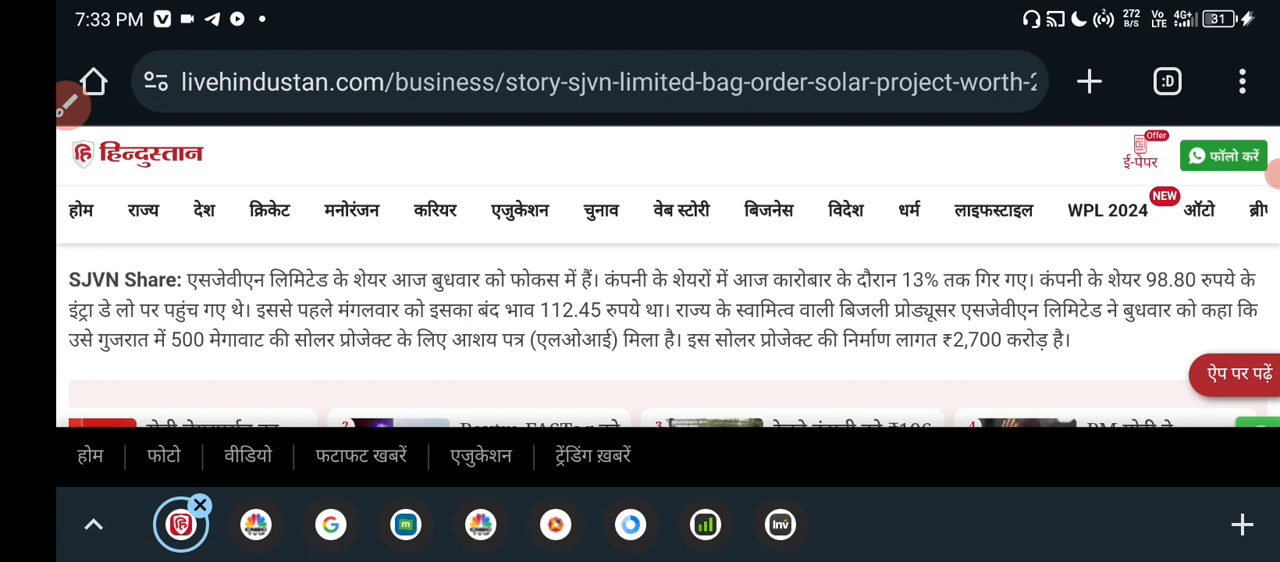 7:33 PM
272 B/S
Vo LTE
4G+
31
livehindustan.com/business/story-sjvn-limited-bag-order-solar-project-worth-2
:D
हि हिन्दुस्तान
Offer
ई-पेपर
फॉलो करें
होम राज्य देश क्रिकेट मनोरंजन करियर एजुकेशन चुनाव वेब स्टोरी बिजनेस विदेश धर्म लाइफस्टाइल WPL 2024 NEW ऑटो
SJVN Share: एसजेवीएन लिमिटेड के शेयर आज बुधवार को फोकस में हैं। कंपनी के शेयरों में आज कारोबार के दौरान 13% तक गिर गए। कंपनी के शेयर 98.80 रुपये के
इंट्रा डे लो पर पहुंच गए थे। इससे पहले मंगलवार को इसका बंद भाव 112.45 रुपये था। राज्य के स्वामित्व वाली बिजली प्रोड्यूसर एसजेवीएन लिमिटेड ने बुधवार को कहा कि
उसे गुजरात में 500 मेगावाट की सोलर प्रोजेक्ट के लिए आशय पत्र (एलओआई) मिला है। इस सोलर प्रोजेक्ट की निर्माण लागत ₹2,700 करोड़ है।
ऐप पर पढ़ें
होम फोटो वीडियो फटाफट खबरें एजुकेशन ट्रेंडिंग ख़बरें
m
Inv